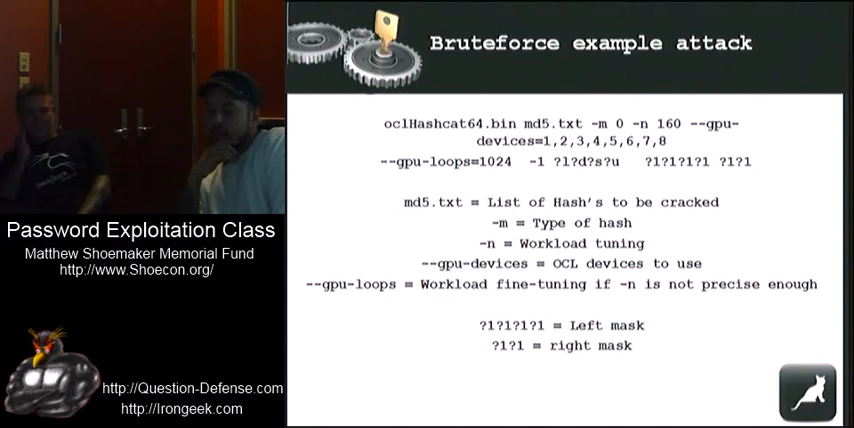 Bruteforce example attack
oclHashcat64.bin md5.txt -m 0 -n 160 --gpu-
devices=1,2,3,4,5,6,7,8
--gpu-loops=1024 -1 ?l?d?s?u ?1?1?1?1 ?1?1
md5.txt = List of Hash's to be cracked
-m = Type of hash
-n = Workload tuning
--gpu-devices = OCL devices to use
--gpu-loops = Workload fine-tuning if -n is not precise enough
?1?1?1?1 = Left mask
?1?1 = right mask
Password Exploitation Class
Matthew Shoemaker Memorial Fund
http://www.Shoecon.org/
http://Question-Defense.com
http://Irongeek.com